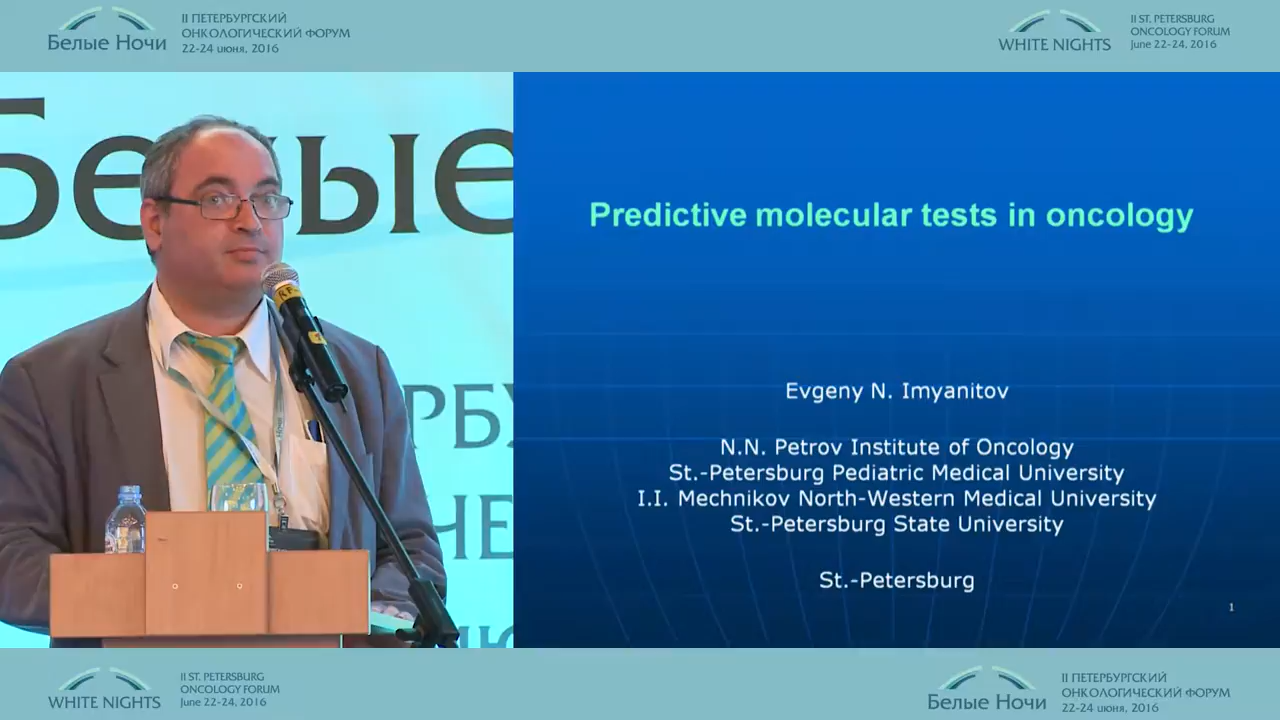 Белые Ночи
II ПЕТЕРБУРГСКИЙ
ОНКОЛОГИЧЕСКИЙ ФОРУМ
22-24 июня, 2016
WHITE NIGHTS
II ST. PETERSBURG
ONCOLOGY FORUM
June 22-24, 2016
Белые
РБУ
ЧЕ
Predictive molecular tests in oncology
Evgeny N. Imyanitov
N.N. Petrov Institute of Oncology
St.-Petersburg Pediatric Medical University
I.I. Mechnikov North-Western Medical University
St.-Petersburg State University
St.-Petersburg
1
WHITE NIGHTS
II ST. PETERSBURG
ONCOLOGY FORUM
June 22-24, 2016
Белые Ночи
II ПЕТЕРБУРГСКИЙ
ОНКОЛОГИЧЕСКИЙ ФОРУМ
22-24 июня, 2016